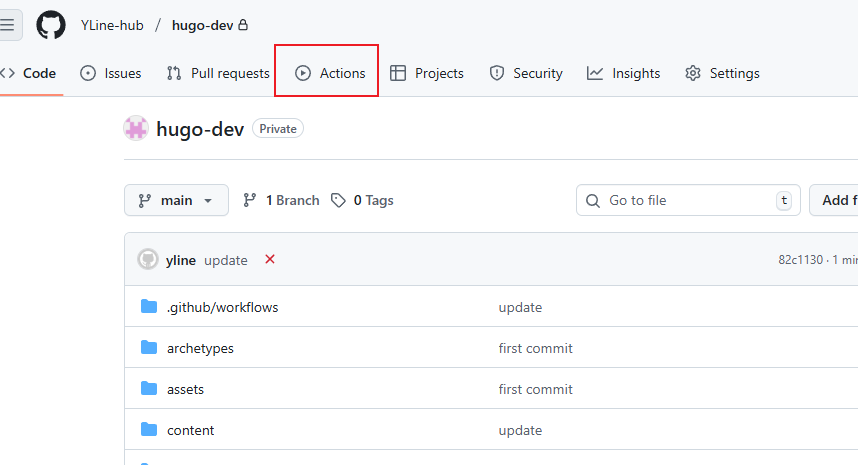 YLine-hub / hugo-dev
<> Code Issues Pull requests Actions Projects Security Insights Settings
hugo-dev Private
main 1 Branch 0 Tags Go to file t Add f
yline update 82c1130 · 1 mi
.github/workflows update
archetypes first commit
assets first commit
content update